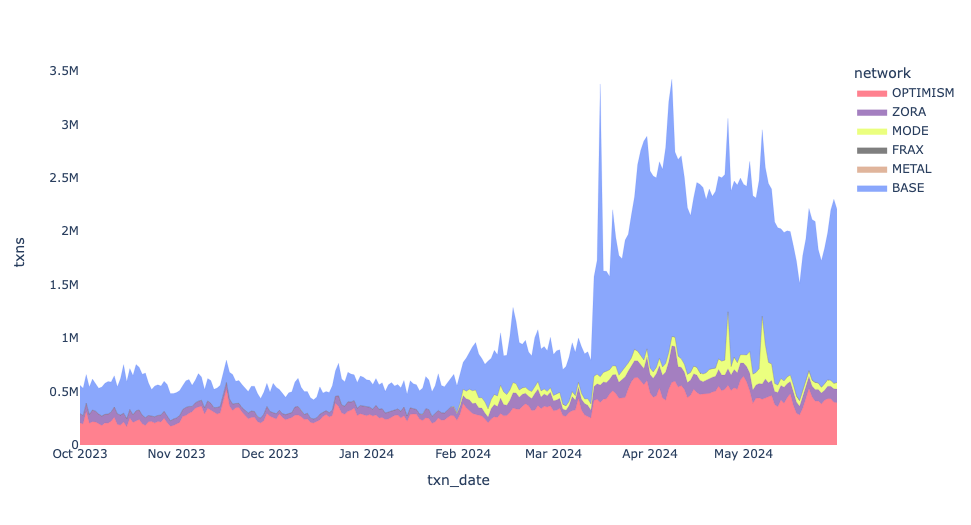 network
OPTIMISM
ZORA
MODE
FRAX
METAL
BASE
3.5M
3M
2.5M
2M
1.5M
1M
0.5M
0
txns
Oct 2023 Nov 2023 Dec 2023 Jan 2024 Feb 2024 Mar 2024 Apr 2024 May 2024
txn_date